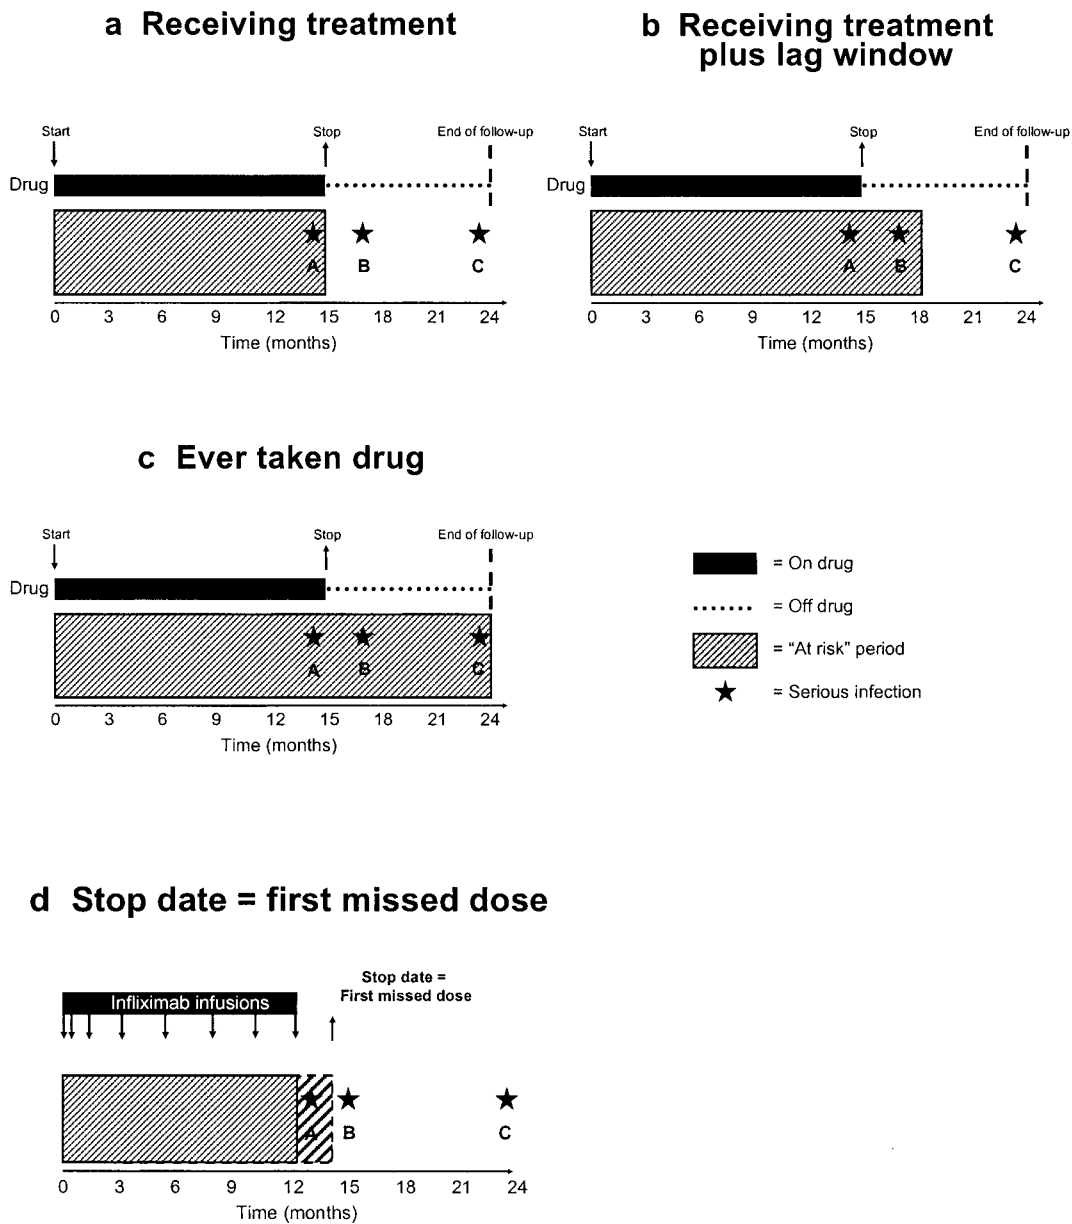 a Receiving treatment
Start
Stop
End of follow-up
Drug
A
B
C
0 3 6 9 12 15 18 21 24
Time (months)
b Receiving treatment
plus lag window
Start
Stop
End of follow-up
Drug
A
B
C
0 3 6 9 12 15 18 21 24
Time (months)
c Ever taken drug
Start
Stop
End of follow-up
Drug
A
B
C
0 3 6 9 12 15 18 21 24
Time (months)
= On drug
= Off drug
= “At risk” period
= Serious infection
d Stop date = first missed dose
Infliximab infusions
Stop date =
First missed dose
A
B
C
0 3 6 9 12 15 18 21 24
Time (months)